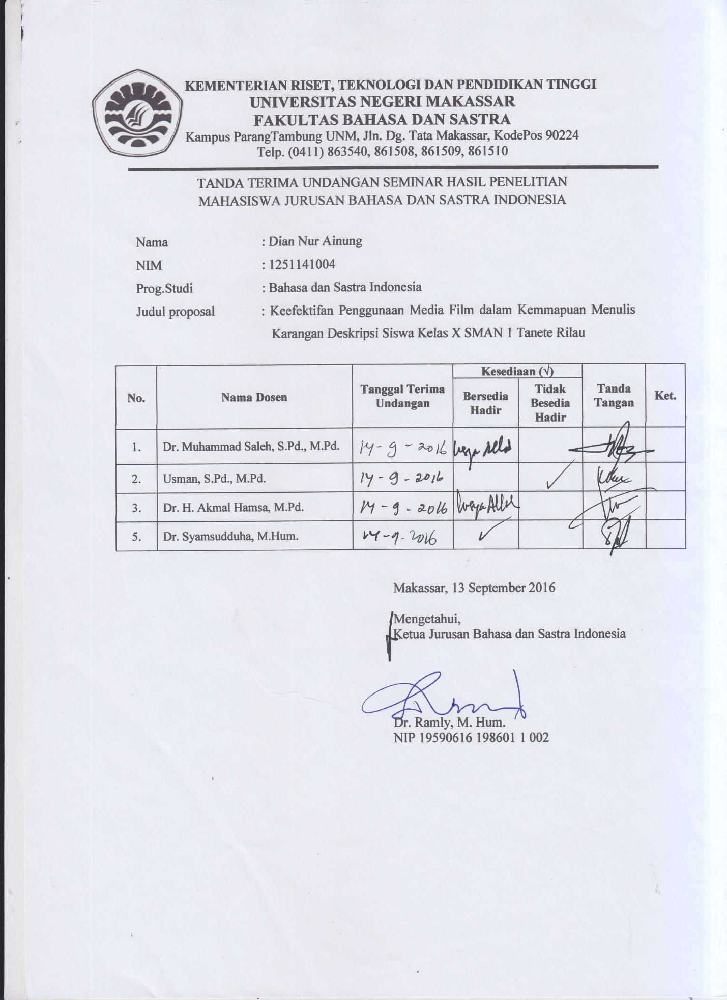 KEMENTERIAN RISET, TEKNOLOGI DAN PENDIDIKAN TINGGI
UNIVERSITAS NEGERI MAKASSAR
FAKULTAS BAHASA DAN SASTRA
Kampus ParangTambung UNM, Jln. Dg. Tata Makassar, KodePos 90224
Telp. (0411) 863540, 861508, 861509, 861510
TANDA TERIMA UNDANGAN SEMINAR HASIL PENELITIAN
MAHASISWA JURUSAN BAHASA DAN SASTRA INDONESIA
Nama : Dian Nur Ainung
NIM : 1251141004
Prog.Studi : Bahasa dan Sastra Indonesia
Judul proposal : Keefektifan Penggunaan Media Film dalam Kemmapuan Menulis
Karangan Deskripsi Siswa Kelas X SMAN 1 Tanete Rilau
No. Nama Dosen Tanggal Terima Undangan Kesediaan (√) Bersedia Hadir Tidak Besedia Hadir Tanda Tangan Ket.
1. Dr. Muhammad Saleh, S.Pd., M.Pd. 14 - 9 - 2016
2. Usman, S.Pd., M.Pd. 14 - 9 - 2016 ✓
3. Dr. H. Akmal Hamsa, M.Pd. 14 - 9 - 2016
5. Dr. Syamsudduha, M.Hum. 14 - 9 - 2016 ✓
Makassar, 13 September 2016
Mengetahui,
Ketua Jurusan Bahasa dan Sastra Indonesia
Dr. Ramly, M. Hum.
NIP 19590616 198601 1 002